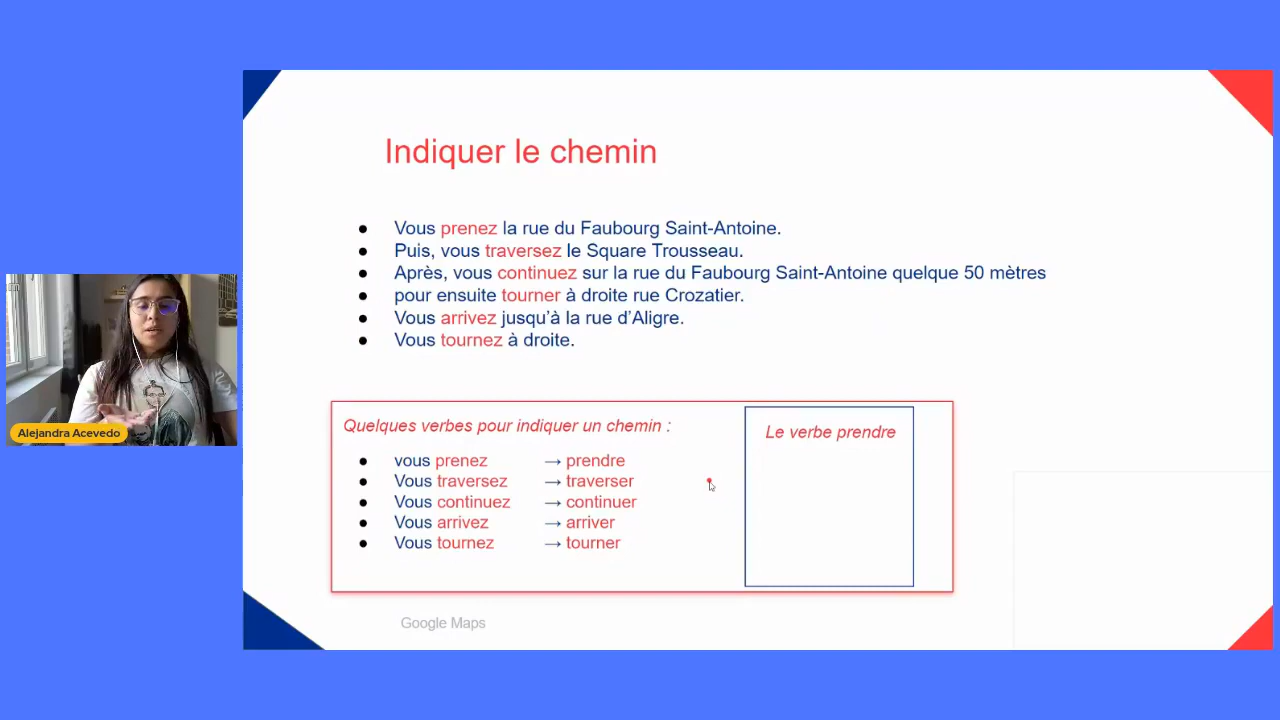 Indiquer le chemin
● Vous prenez la rue du Faubourg Saint-Antoine.
● Puis, vous traversez le Square Trousseau.
● Après, vous continuez sur la rue du Faubourg Saint-Antoine quelque 50 mètres
● pour ensuite tourner à droite rue Crozatier.
● Vous arrivez jusqu'à la rue d'Aligre.
● Vous tournez à droite.
Alejandra Acevedo
Quelques verbes pour indiquer un chemin :
● vous prenez → prendre
● Vous traversez → traverser
● Vous continuez → continuer
● Vous arrivez → arriver
● Vous tournez → tourner
Le verbe prendre
Google Maps